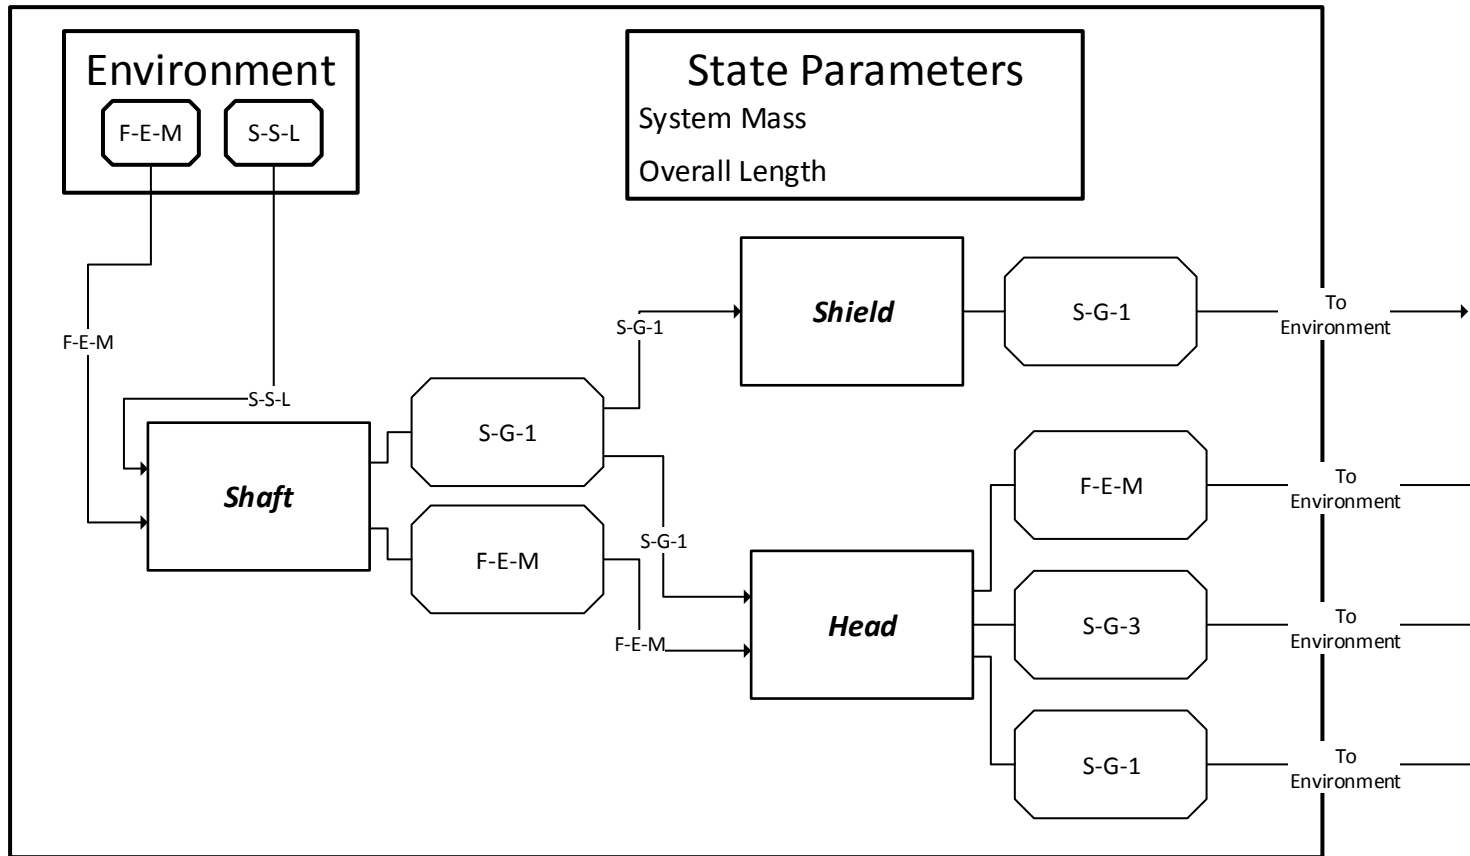 Environment
F-E-M
S-S-L
State Parameters
System Mass
Overall Length
F-E-M
S-S-L
Shaft
S-G-1
F-E-M
S-G-1
S-G-1
F-E-M
Shield
S-G-1
To
Environment
Head
F-E-M
To
Environment
S-G-3
To
Environment
S-G-1
To
Environment